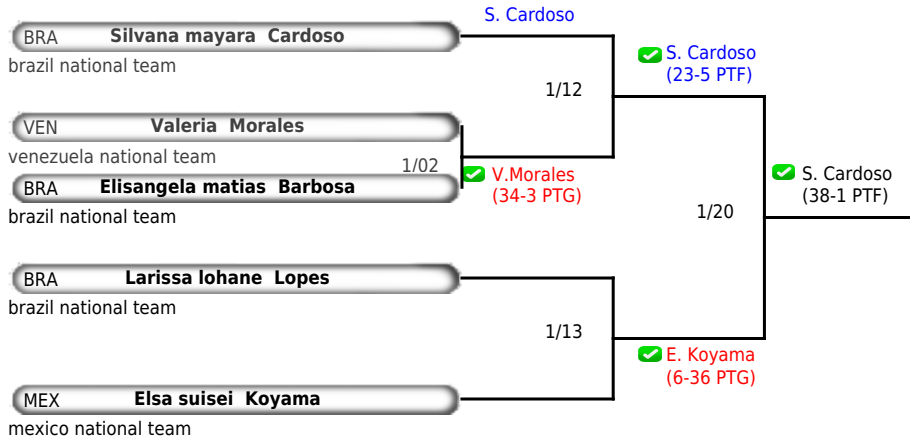 S. Cardoso
BRA Silvana mayara Cardoso
brazil national team
S. Cardoso
(23-5 PTF)
1/12
VEN Valeria Morales
venezuela national team
1/02
V.Morales
(34-3 PTG)
BRA Elisangela matias Barbosa
brazil national team
S. Cardoso
(38-1 PTF)
1/20
BRA Larissa lohane Lopes
brazil national team
1/13
E. Koyama
(6-36 PTG)
MEX Elsa suisei Koyama
mexico national team